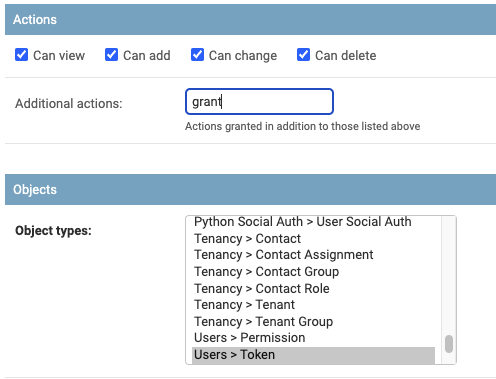 Actions
Can view Can add Can change Can delete
Additional actions: grant
Actions granted in addition to those listed above
Objects
Object types:
Python Social Auth > User Social Auth
Tenancy > Contact
Tenancy > Contact Assignment
Tenancy > Contact Group
Tenancy > Contact Role
Tenancy > Tenant
Tenancy > Tenant Group
Users > Permission
Users > Token